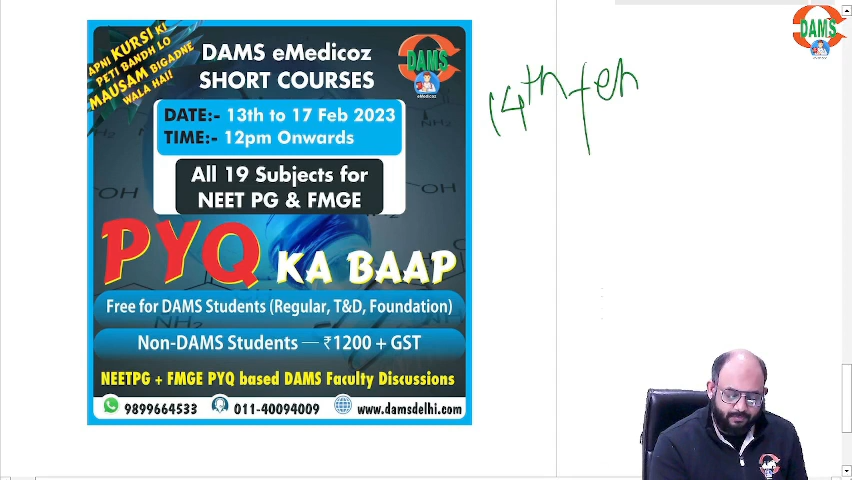 APNI KURSI KI
PETI BANDH LO
MAUSAM BIGADNE
WALA HAI!
DAMS eMedicoz
SHORT COURSES
DAMS
eMedicoz
DATE:- 13th to 17 Feb 2023
TIME:- 12pm Onwards
All 19 Subjects for
NEET PG & FMGE
PYQ KA BAAP
Free for DAMS Students (Regular, T&D, Foundation)
Non-DAMS Students — ₹1200 + GST
NEETPG + FMGE PYQ based DAMS Faculty Discussions
9899664533 011-40094009 www.damsdelhi.com
14th feh
DAMS